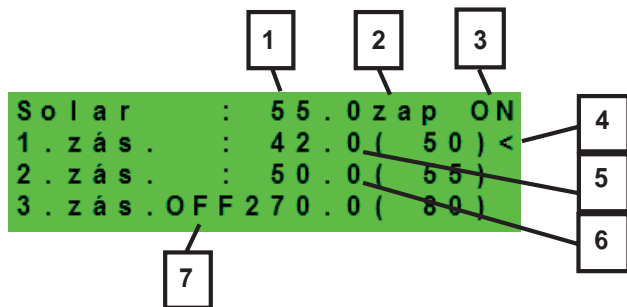 1 2 3
Solar : 55.0zap ON
1.zás. : 42.0( 50)<
2.zás. : 50.0( 55)
3.zás.OFF270.0( 80)
4
5
6
7